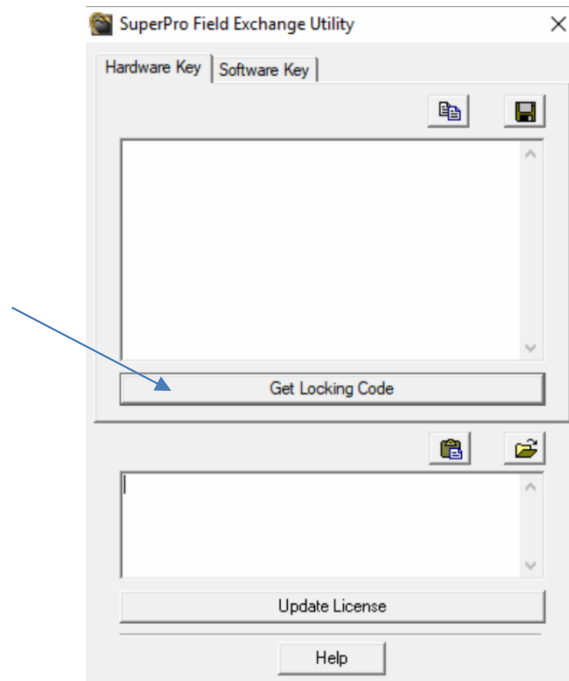 SuperPro Field Exchange Utility
Hardware Key Software Key
Get Locking Code
Update License
Help